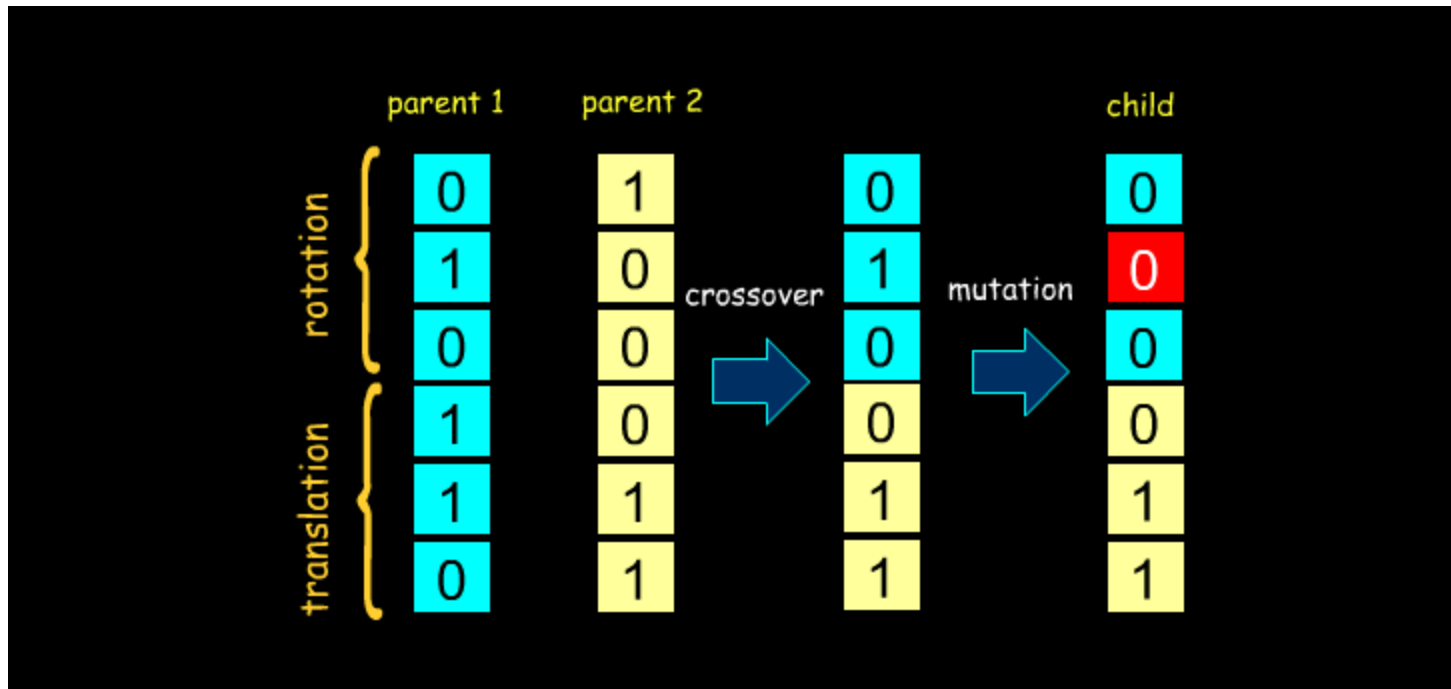 parent 1 parent 2 child
rotation
translation
0 1 0 0
1 0 1 0
crossover mutation
0 0 0 0
1 0 0 0
1 1 1 1
0 1 1 1